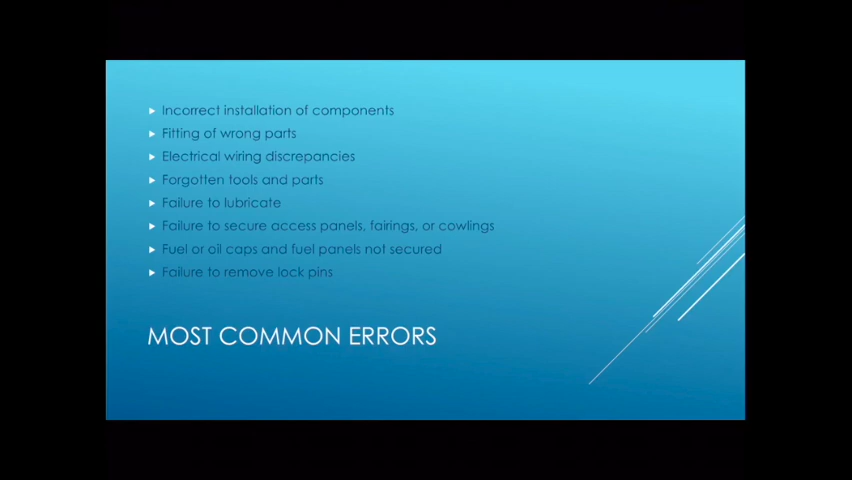 Incorrect installation of components
Fitting of wrong parts
Electrical wiring discrepancies
Forgotten tools and parts
Failure to lubricate
Failure to secure access panels, fairings, or cowlings
Fuel or oil caps and fuel panels not secured
Failure to remove lock pins
MOST COMMON ERRORS